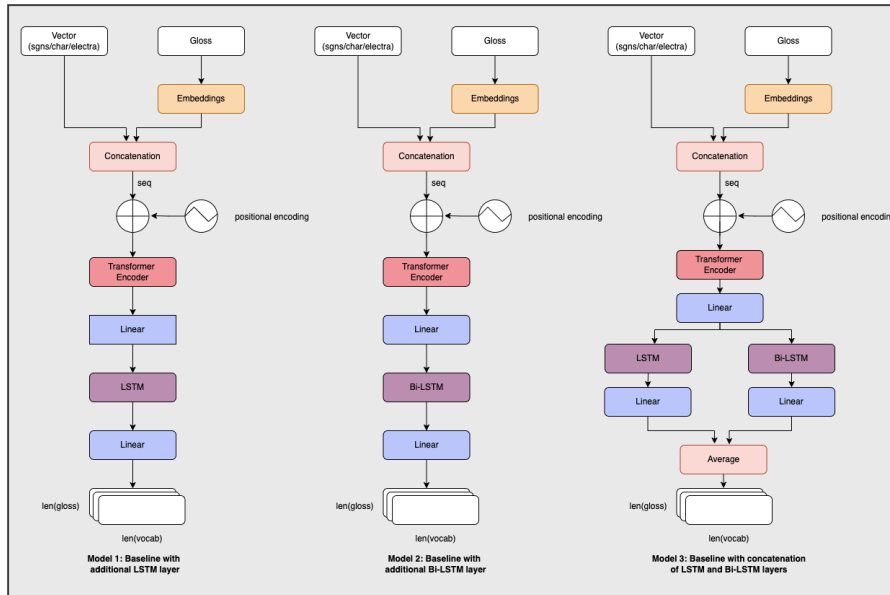 Vector
(sgns/char/electra)
Gloss
Embeddings
Concatenation
seq
positional encoding
Transformer
Encoder
Linear
LSTM
Linear
len(gloss)
len(vocab)
Model 1: Baseline with
additional LSTM layer
Vector
(sgns/char/electra)
Gloss
Embeddings
Concatenation
seq
positional encoding
Transformer
Encoder
Linear
Bi-LSTM
Linear
len(gloss)
len(vocab)
Model 2: Baseline with
additional Bi-LSTM layer
Vector
(sgns/char/electra)
Gloss
Embeddings
Concatenation
seq
positional encoding
Transformer
Encoder
Linear
LSTM
Bi-LSTM
Linear
Linear
Average
len(gloss)
len(vocab)
Model 3: Baseline with concatenation
of LSTM and Bi-LSTM layers